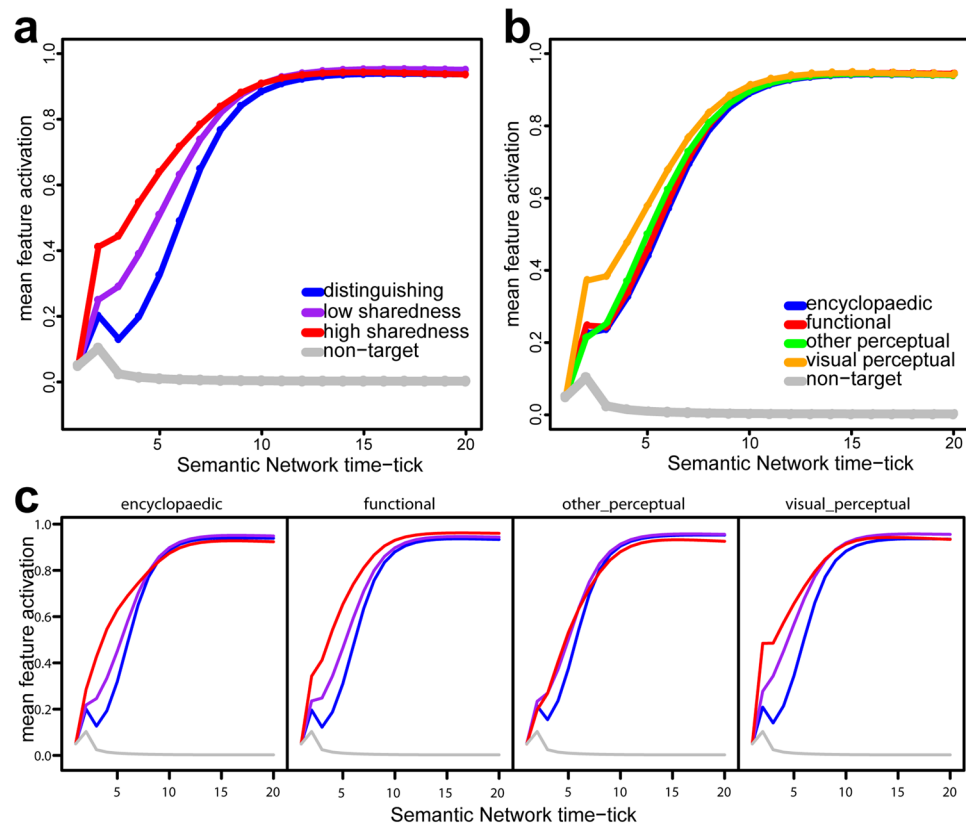 a
mean feature activation
1.0
0.8
0.6
0.4
0.2
0.0
distinguishing
low sharedness
high sharedness
non-target
5
10
15
20
Semantic Network time-tick
b
mean feature activation
1.0
0.8
0.6
0.4
0.2
0.0
encyclopaedic
functional
other perceptual
visual perceptual
non-target
5
10
15
20
Semantic Network time-tick
c
encyclopaedic
functional
other_perceptual
visual_perceptual
mean feature activation
1.0
0.8
0.6
0.4
0.2
0.0
5 10 15 20 5 10 15 20 5 10 15 20 5 10 15 20
Semantic Network time-tick